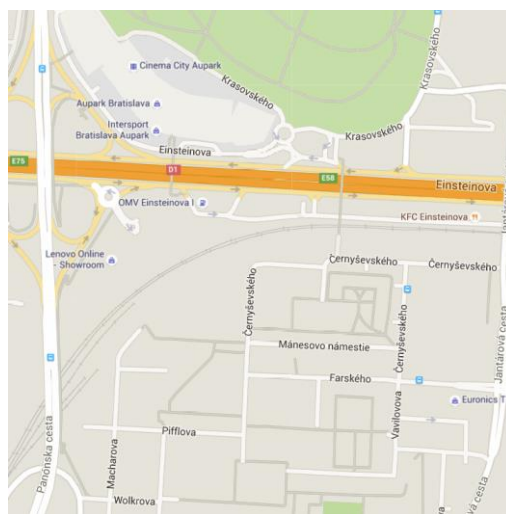 Cinema City Aupark
Krasovského
Krasovského
Aupark Bratislava
Intersport
Bratislava Aupark
Krasovského
Einsteinova
E75
D1
E58
Einsteinova
OMV Einsteinova I
KFC Einsteinova
Jantárová
Lenovo Online
- Showroom
Černyševského
Černyševského
Černyševského
Černyševského
Mánesovo námestie
Jantárová cesta
Farského
Euronics T
Vavilovova
Pifflova
Macharova
Panónska cesta
Wolkrova